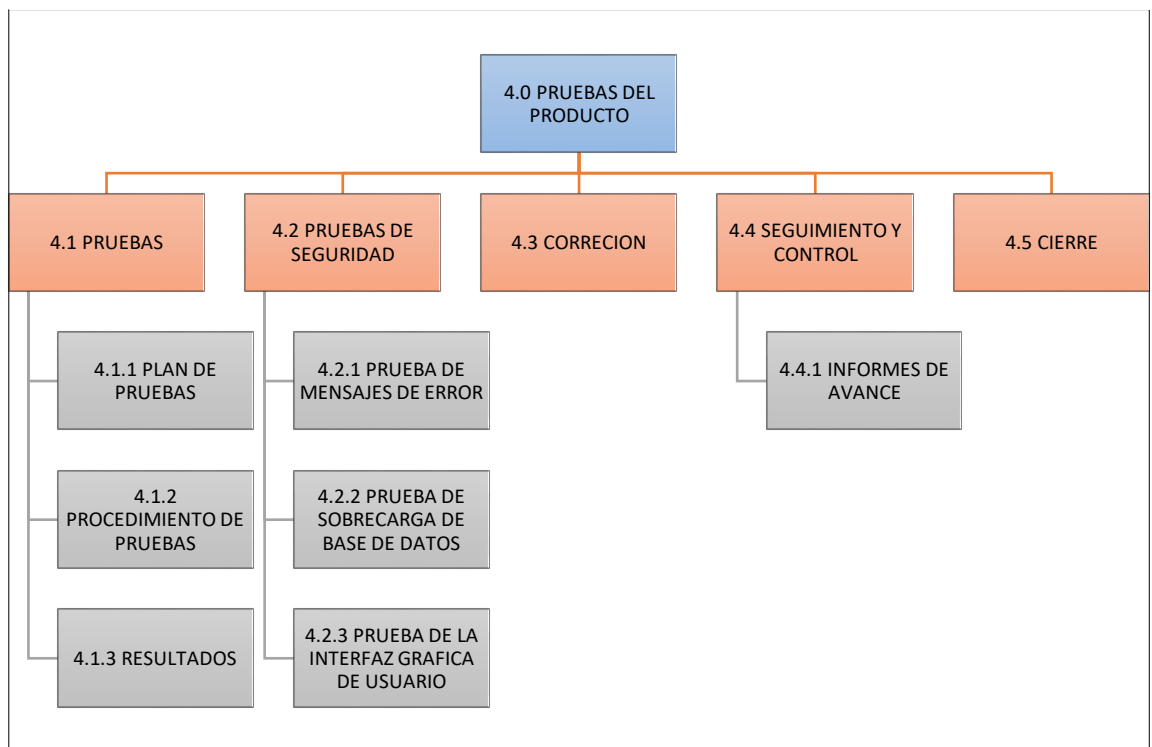 4.0 PRUEBAS DEL
PRODUCTO
4.1 PRUEBAS
4.2 PRUEBAS DE
SEGURIDAD
4.3 CORRECION
4.4 SEGUIMIENTO Y
CONTROL
4.5 CIERRE
4.1.1 PLAN DE
PRUEBAS
4.1.2
PROCEDIMIENTO DE
PRUEBAS
4.1.3 RESULTADOS
4.2.1 PRUEBA DE
MENSAJES DE ERROR
4.2.2 PRUEBA DE
SOBRECARGA DE
BASE DE DATOS
4.2.3 PRUEBA DE LA
INTERFAZ GRAFICA
DE USUARIO
4.4.1 INFORMES DE
AVANCE